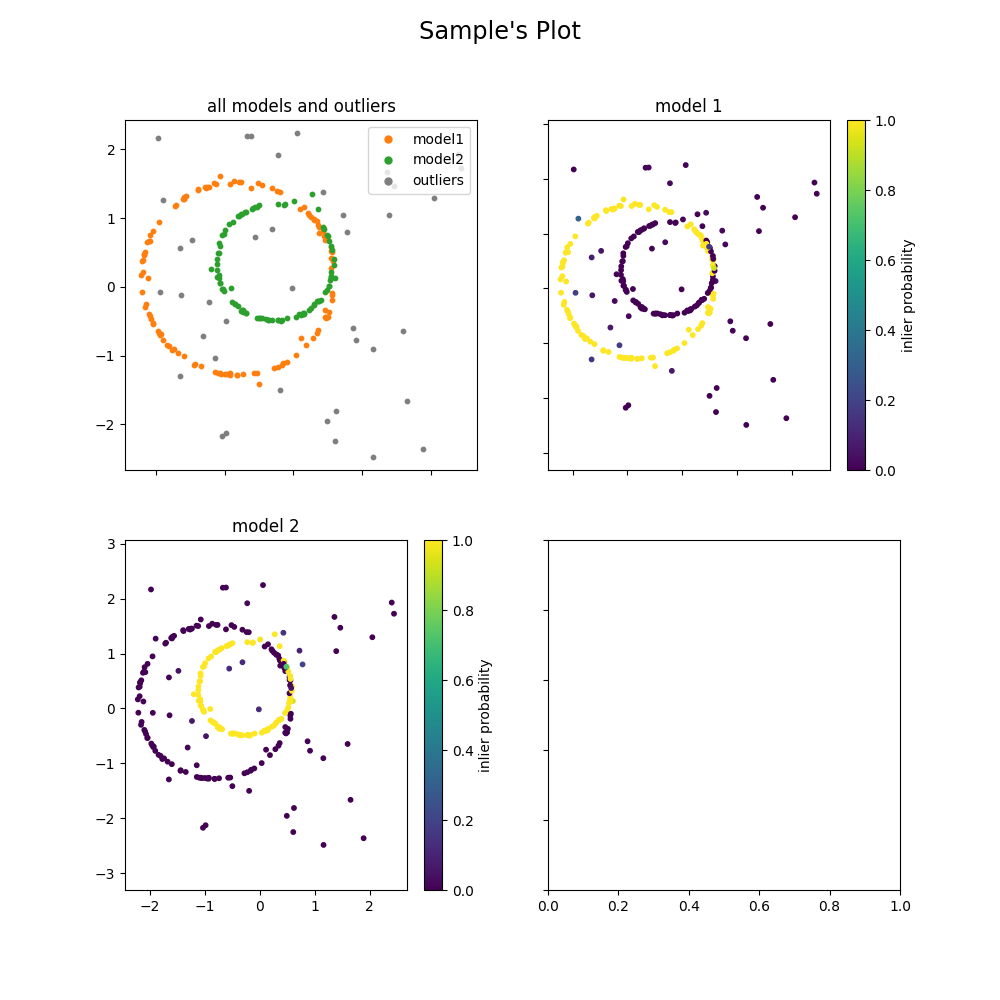 Sample's Plot
all models and outliers
model1
model2
outliers
2
1
0
−1
−2
model 1
1.0
0.8
0.6
0.4
0.2
0.0
inlier probability
model 2
3
2
1
0
−1
−2
−3
−2 −1 0 1 2
1.0
0.8
0.6
0.4
0.2
0.0
inlier probability
0.0 0.2 0.4 0.6 0.8 1.0